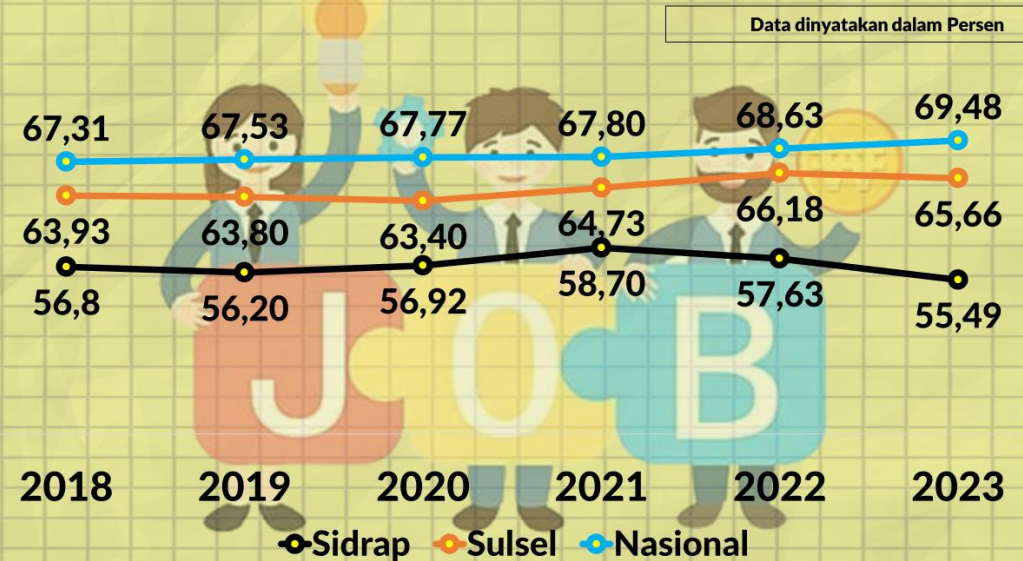 Data dinyatakan dalam Persen
67,31 67,53 67,77 67,80 68,63 69,48
63,93 63,80 63,40 64,73 66,18 65,66
56,8 56,20 56,92 58,70 57,63 55,49
JOB
2018 2019 2020 2021 2022 2023
Sidrap Sulsel Nasional